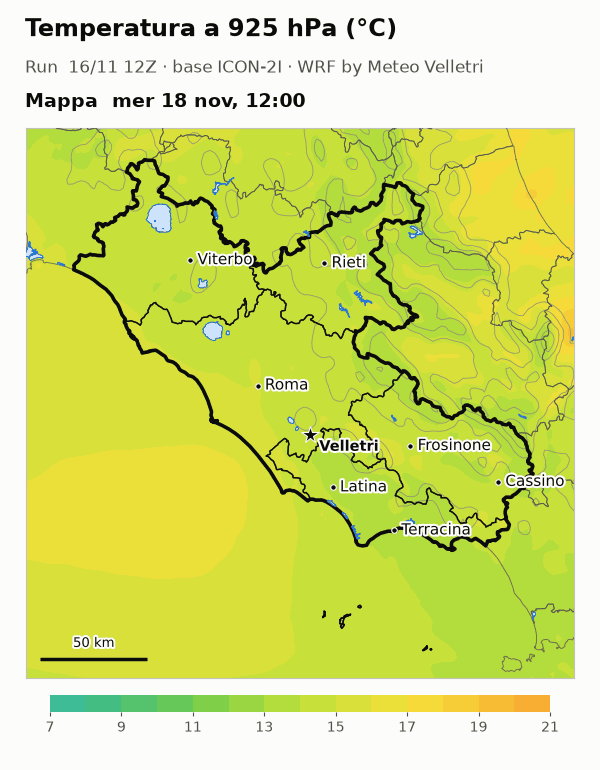 Temperatura a 925 hPa (°C)
Run  16/11 12Z · base ICON-2I · WRF by Meteo Velletri
Mappa  mer 18 nov, 12:00
Viterbo
Rieti
Roma
Velletri
Frosinone
Latina
Cassino
Terracina
50 km
7 9 11 13 15 17 19 21